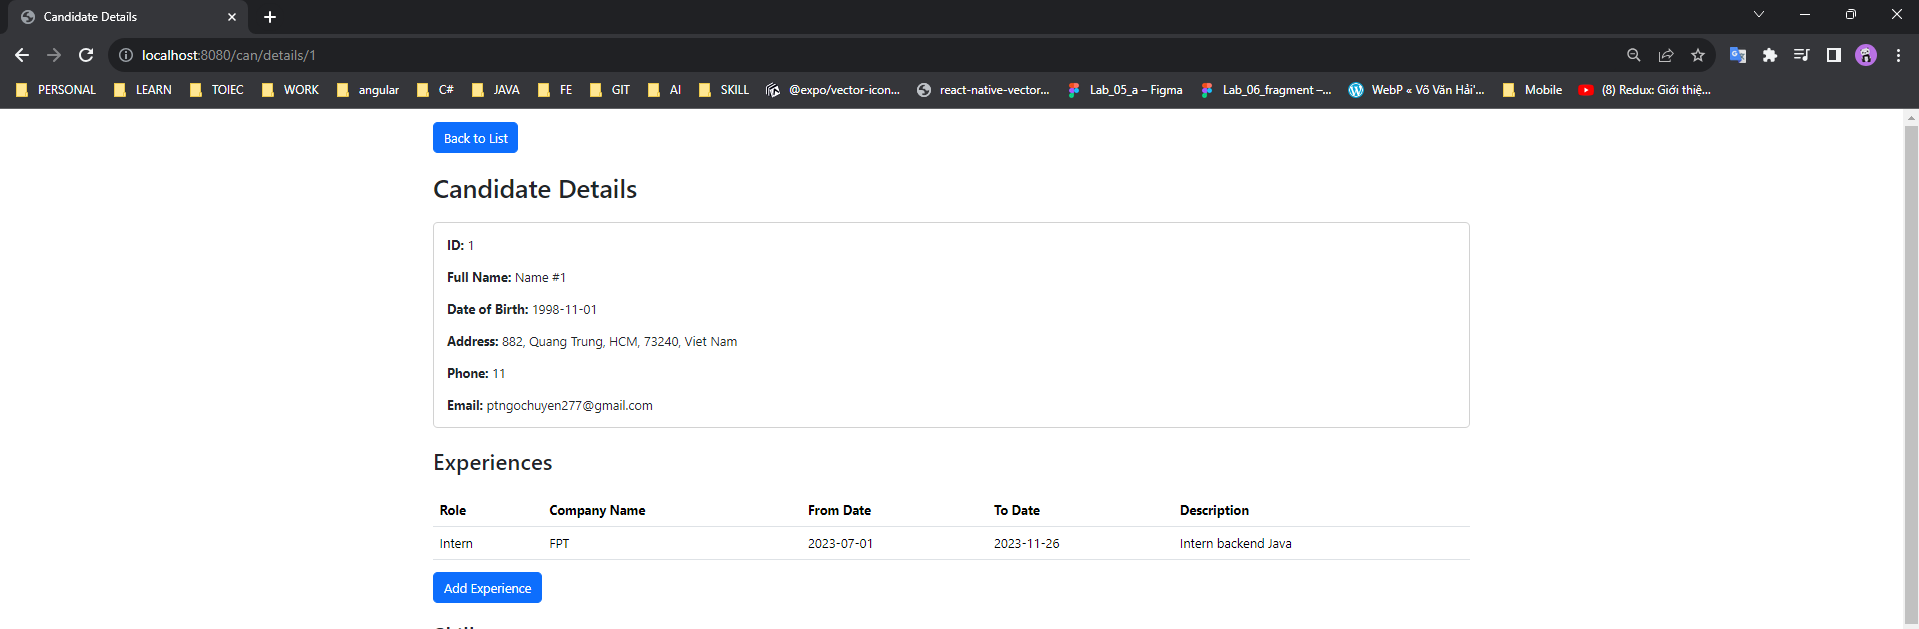 Candidate Details
localhost:8080/can/details/1
PERSONAL LEARN TOIEC WORK angular C# JAVA FE GIT AI SKILL @expo/vector-icon... react-native-vector... Lab_05_a – Figma Lab_06_fragment –... WebP « Võ Văn Hải'... Mobile (8) Redux: Giới thiệ...
Back to List
Candidate Details
ID: 1
Full Name: Name #1
Date of Birth: 1998-11-01
Address: 882, Quang Trung, HCM, 73240, Viet Nam
Phone: 11
Email: ptngochuyen277@gmail.com
Experiences
Role Company Name From Date To Date Description
Intern FPT 2023-07-01 2023-11-26 Intern backend Java
Add Experience